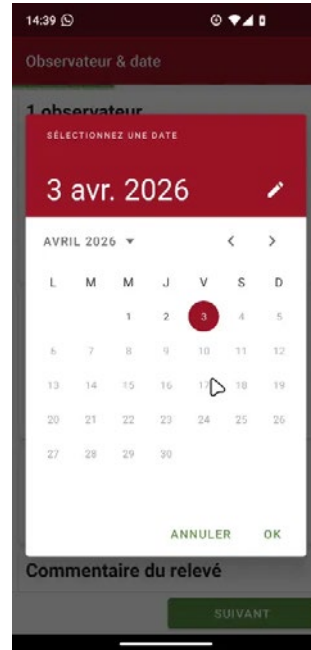 14:39
Observateur & date
1 observateur
SÉLECTIONNEZ UNE DATE
3 avr. 2026
AVRIL 2026
L M M J V S D
1 2 3 4 5
6 7 8 9 10 11 12
13 14 15 16 17 18 19
20 21 22 23 24 25 26
27 28 29 30
ANNULER OK
Commentaire du relevé
SUIVANT